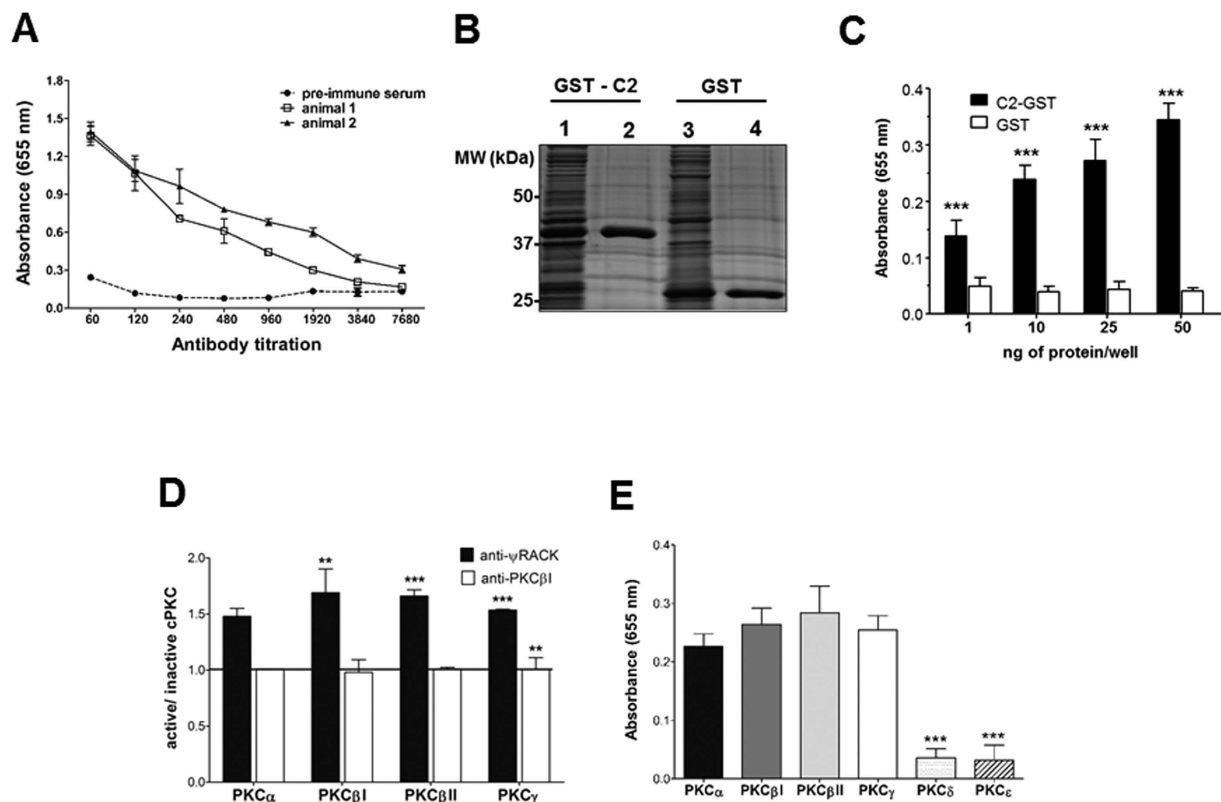 A
Absorbance (655 nm)
1.8
1.5
1.2
0.9
0.6
0.3
0.0
pre-immune serum
animal 1
animal 2
60 120 240 480 960 1920 3840 7680
Antibody titration
B
GST - C2 GST
1 2 3 4
MW (kDa)
50
37
25
C
Absorbance (655 nm)
0.4
0.3
0.2
0.1
0.0
C2-GST
GST
***
***
***
***
1 10 25 50
ng of protein/well
D
active/ inactive cPKC
2.0
1.5
1.0
0.5
0.0
anti-ψRACK
anti-PKCβI
**
***
***
**
PKCα PKCβI PKCβII PKCγ
E
Absorbance (655 nm)
0.4
0.3
0.2
0.1
0.0
***
***
PKCα PKCβI PKCβII PKCγ PKCδ PKCε